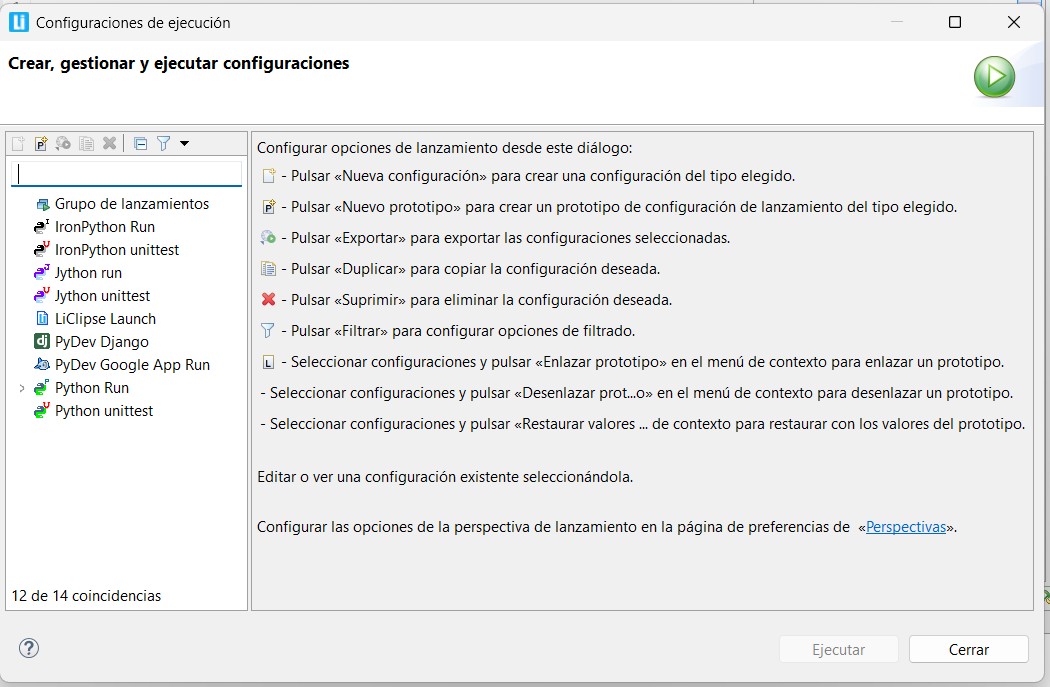 Configuraciones de ejecución
Crear, gestionar y ejecutar configuraciones
Grupo de lanzamientos
IronPython Run
IronPython unittest
Jython run
Jython unittest
LiClipse Launch
PyDev Django
PyDev Google App Run
Python Run
Python unittest
12 de 14 coincidencias
Configurar opciones de lanzamiento desde este diálogo:
- Pulsar «Nueva configuración» para crear una configuración del tipo elegido.
- Pulsar «Nuevo prototipo» para crear un prototipo de configuración de lanzamiento del tipo elegido.
- Pulsar «Exportar» para exportar las configuraciones seleccionadas.
- Pulsar «Duplicar» para copiar la configuración deseada.
- Pulsar «Suprimir» para eliminar la configuración deseada.
- Pulsar «Filtrar» para configurar opciones de filtrado.
- Seleccionar configuraciones y pulsar «Enlazar prototipo» en el menú de contexto para enlazar un prototipo.
- Seleccionar configuraciones y pulsar «Desenlazar prot...o» en el menú de contexto para desenlazar un prototipo.
- Seleccionar configuraciones y pulsar «Restaurar valores ... de contexto para restaurar con los valores del prototipo.
Editar o ver una configuración existente seleccionándola.
Configurar las opciones de la perspectiva de lanzamiento en la página de preferencias de «Perspectivas».
Ejecutar
Cerrar